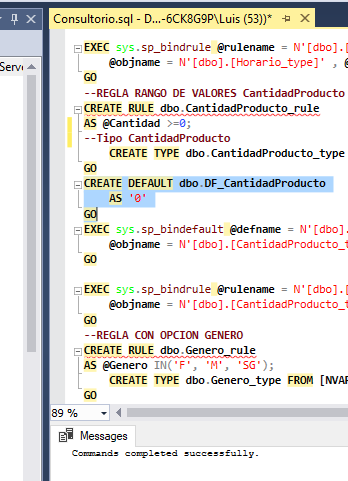 Consultorio.sql - D...-6CK8G9P\Luis (53))*
Serve
EXEC sys.sp_bindrule @rulename = N'[dbo].[
@objname = N'[dbo].[Horario_type]' , @
GO
--REGLA RANGO DE VALORES CantidadProducto
CREATE RULE dbo.CantidadProducto_rule
AS @Cantidad >=0;
--Tipo CantidadProducto
CREATE TYPE dbo.CantidadProducto_type
GO
CREATE DEFAULT dbo.DF_CantidadProducto
AS '0'
GO
EXEC sys.sp_bindefault @defname = N'[dbo].
@objname = N'[dbo].[CantidadProducto_t
GO
EXEC sys.sp_bindrule @rulename = N'[dbo].[
@objname = N'[dbo].[CantidadProducto_t
GO
--REGLA CON OPCION GENERO
CREATE RULE dbo.Genero_rule
AS @Genero IN('F', 'M', 'SG');
CREATE TYPE dbo.Genero_type FROM [NVAR
GO
89 %
Messages
Commands completed successfully.